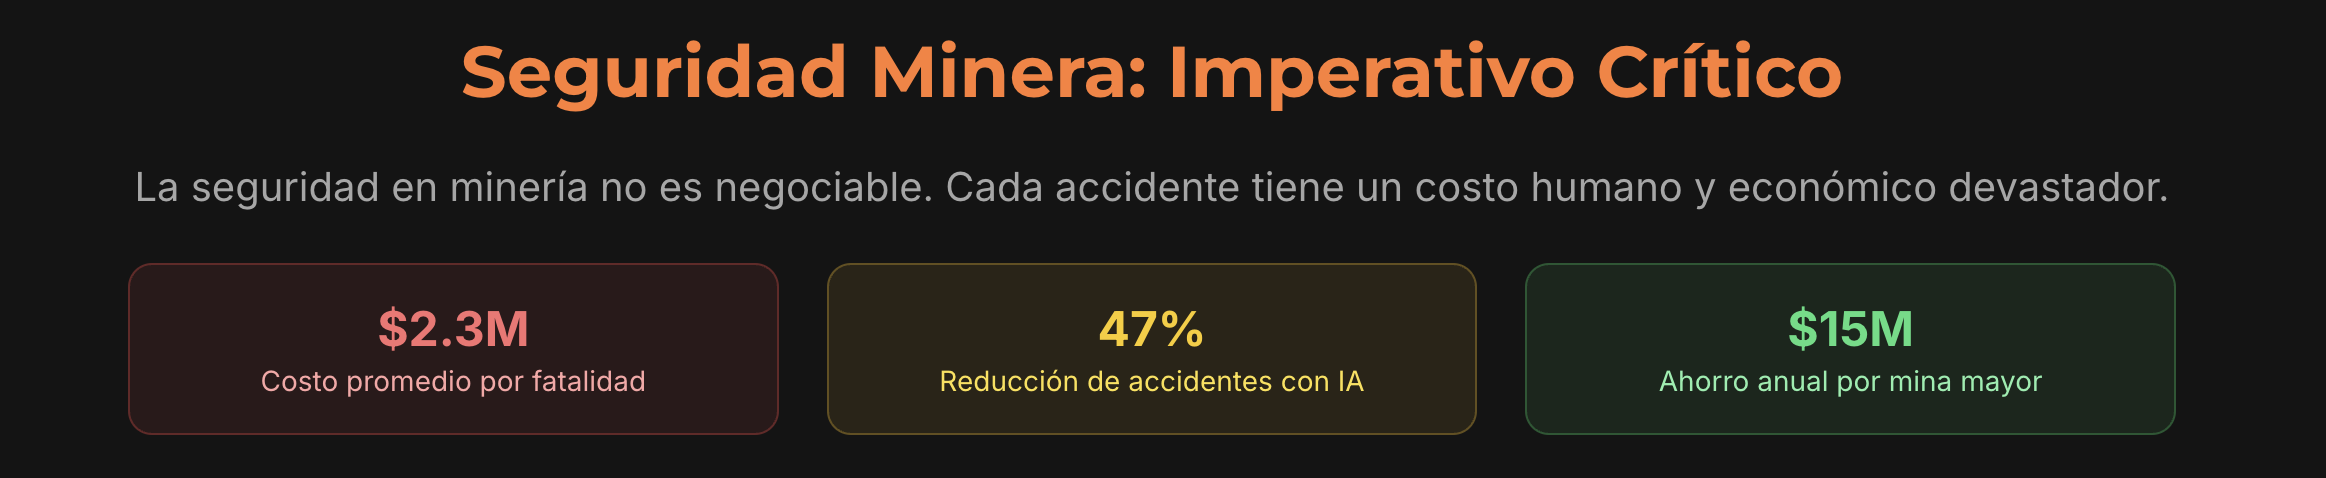 Seguridad Minera: Imperativo Crítico
La seguridad en minería no es negociable. Cada accidente tiene un costo humano y económico devastador.
$2.3M
Costo promedio por fatalidad
47%
Reducción de accidentes con IA
$15M
Ahorro anual por mina mayor